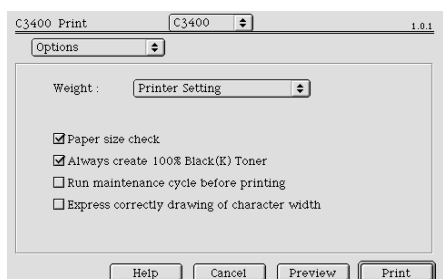 C3400 Print C3400 1.0.1
Options
Weight : Printer Setting
Paper size check
Always create 100% Black(K) Toner
Run maintenance cycle before printing
Express correctly drawing of character width
Help Cancel Preview Print